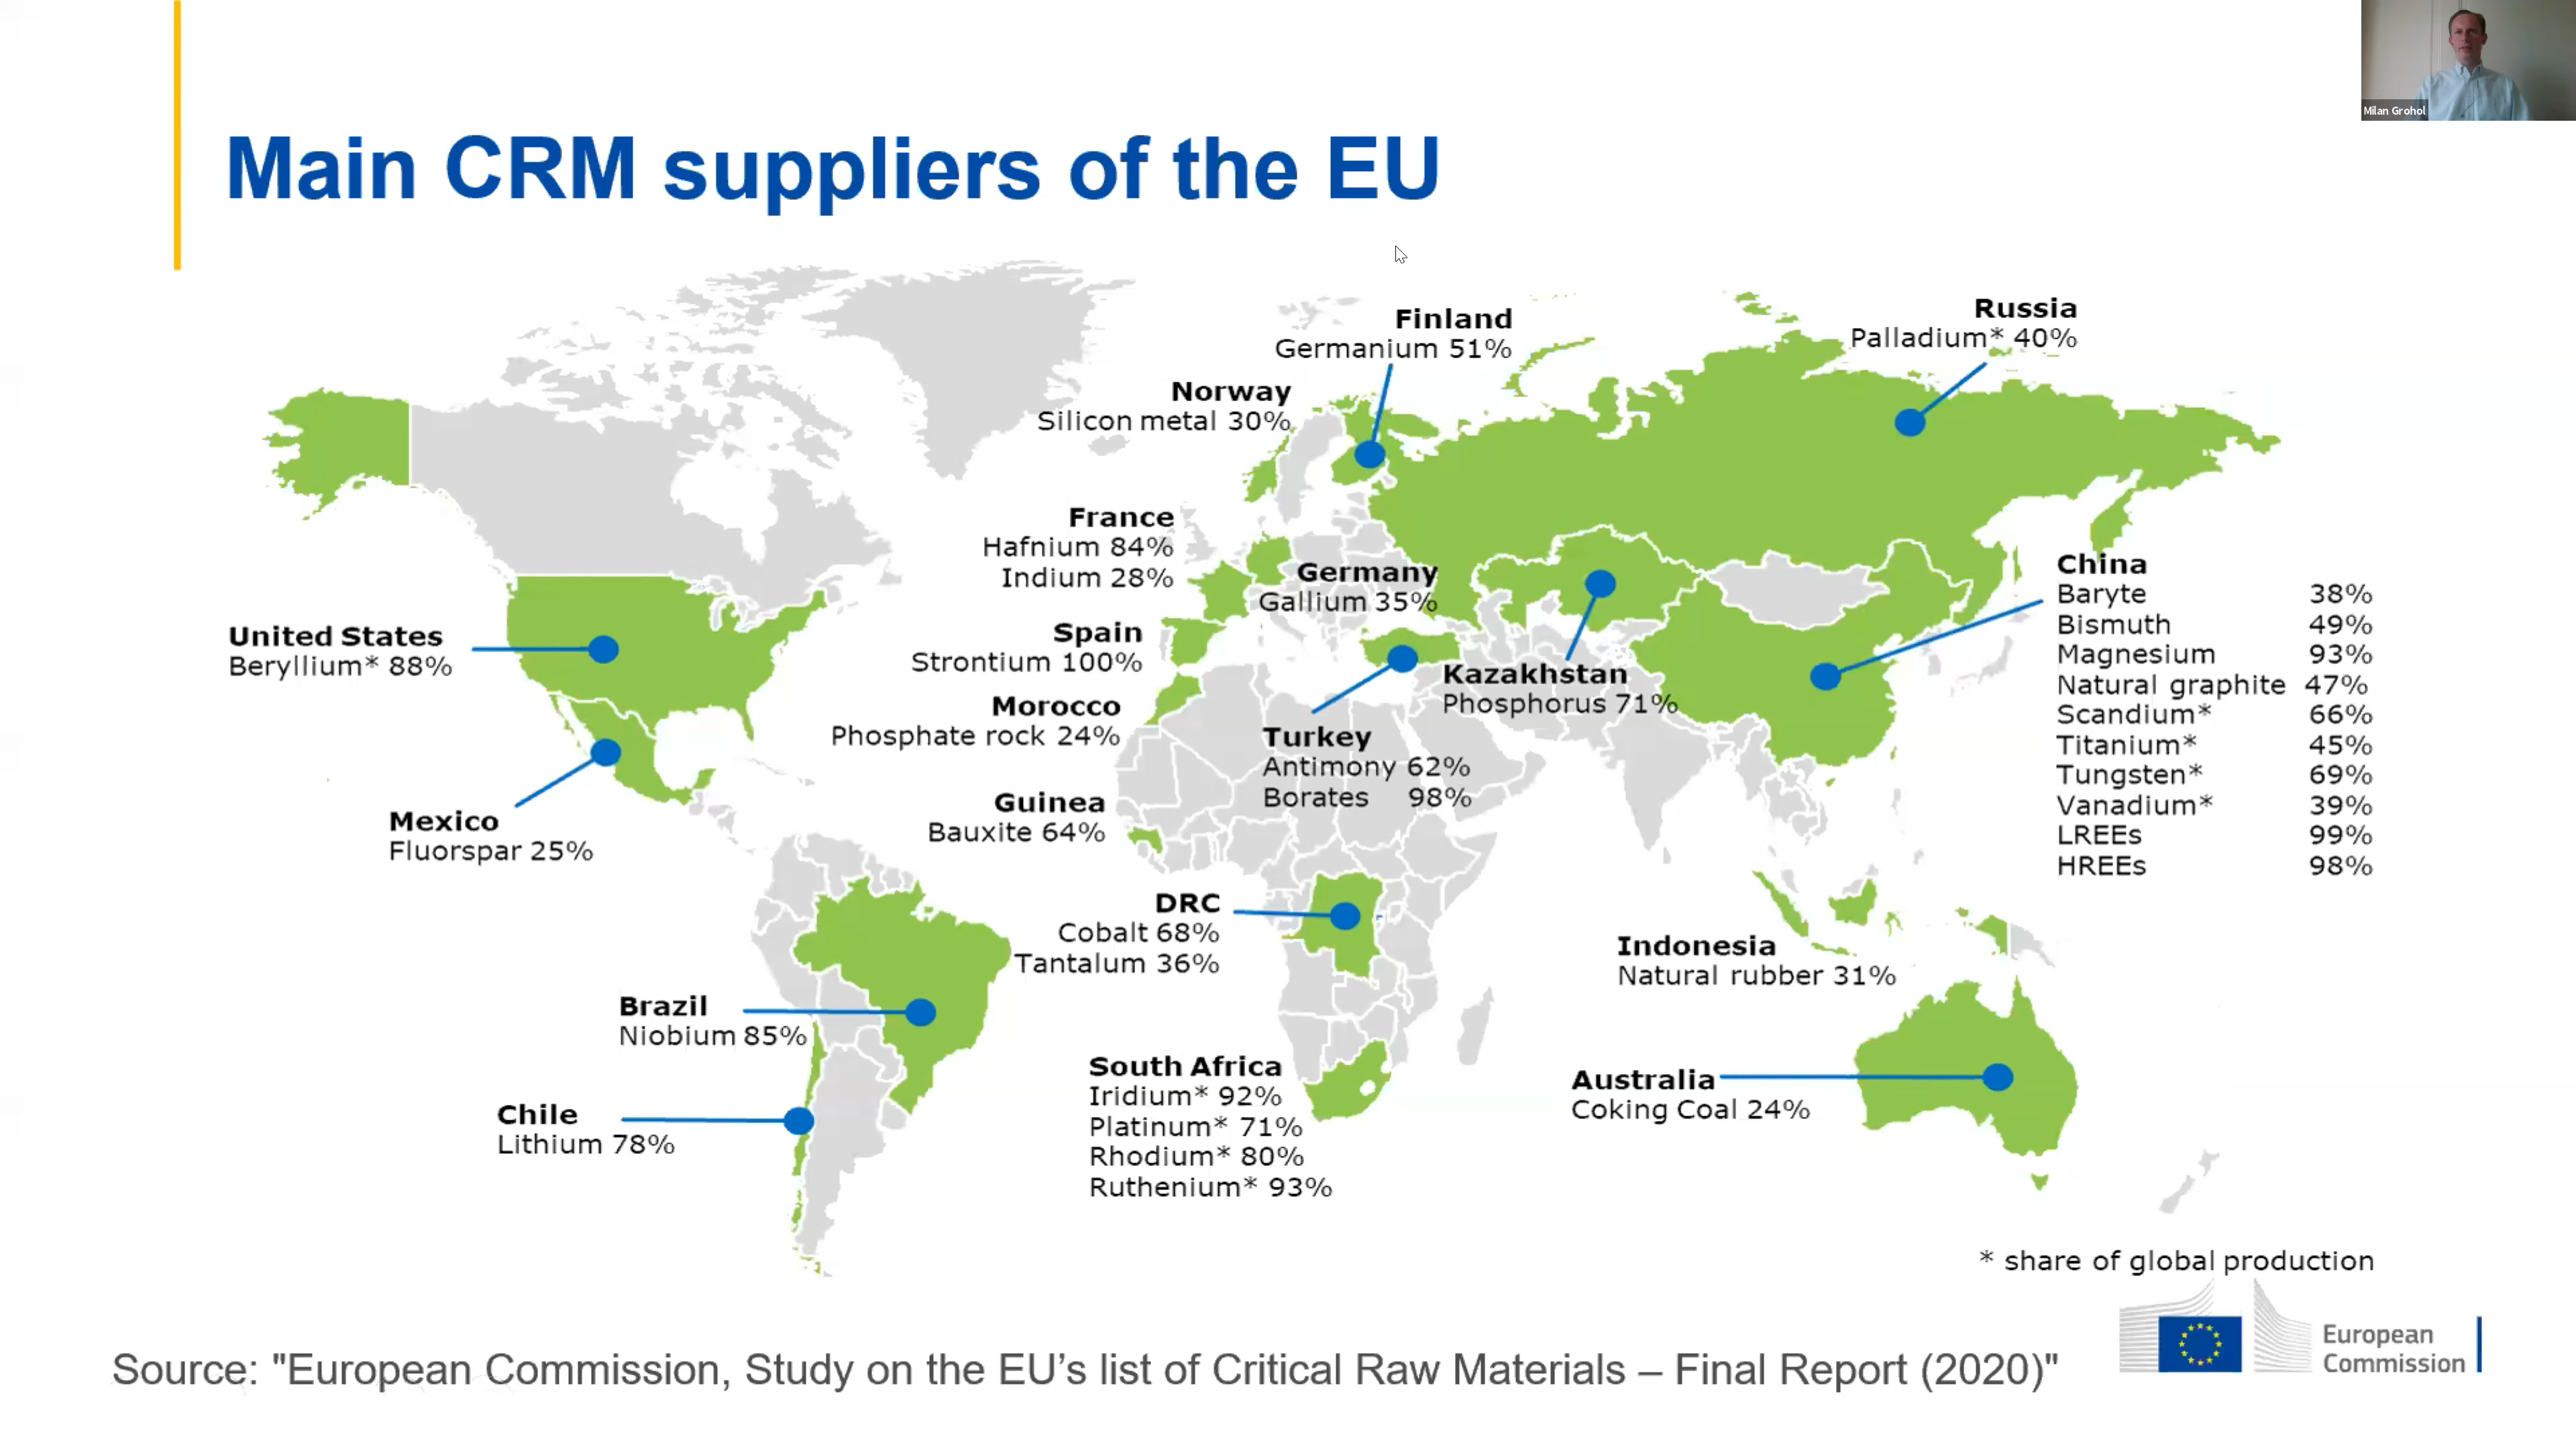 Milan Grohol
Main CRM suppliers of the EU
Finland
Germanium 51%
Russia
Palladium* 40%
Norway
Silicon metal 30%
France
Hafnium 84%
Indium 28%
Germany
Gallium 35%
China
Baryte 38%
Bismuth 49%
Magnesium 93%
Natural graphite 47%
Scandium* 66%
Titanium* 45%
Tungsten* 69%
Vanadium* 39%
LREEs 99%
HREEs 98%
United States
Beryllium* 88%
Spain
Strontium 100%
Kazakhstan
Phosphorus 71%
Morocco
Phosphate rock 24%
Turkey
Antimony 62%
Borates 98%
Mexico
Fluorspar 25%
Guinea
Bauxite 64%
DRC
Cobalt 68%
Tantalum 36%
Indonesia
Natural rubber 31%
Brazil
Niobium 85%
South Africa
Iridium* 92%
Platinum* 71%
Rhodium* 80%
Ruthenium* 93%
Australia
Coking Coal 24%
Chile
Lithium 78%
* share of global production
Source: "European Commission, Study on the EU’s list of Critical Raw Materials – Final Report (2020)"
European
Commission